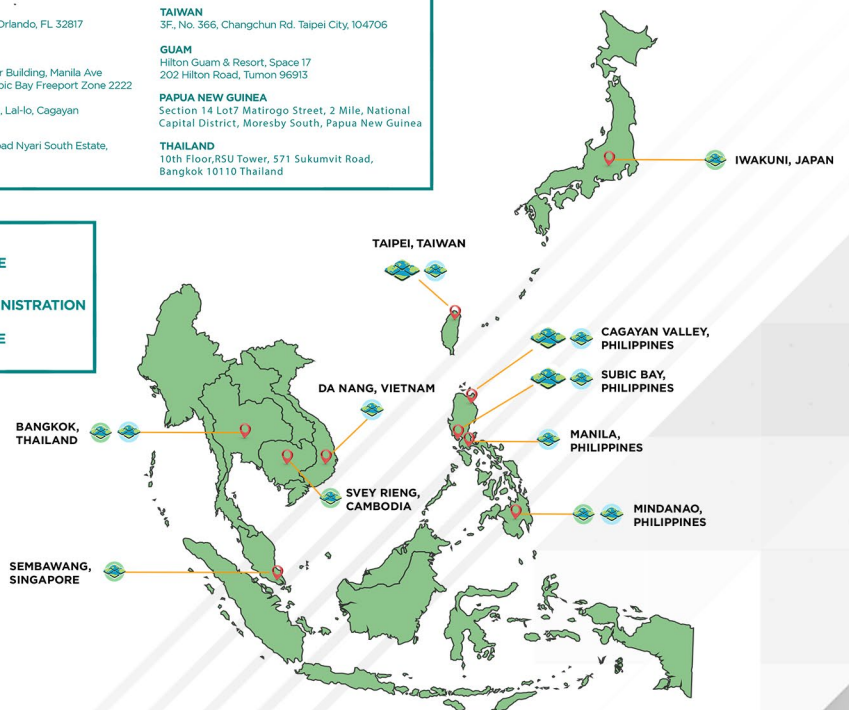 Orlando, FL 32817
r Building, Manila Ave
bic Bay Freeport Zone 2222
, Lal-lo, Cagayan
oad Nyari South Estate,
TAIWAN
3F., No. 366, Changchun Rd. Taipei City, 104706
GUAM
Hilton Guam & Resort, Space 17
202 Hilton Road, Tumon 96913
PAPUA NEW GUINEA
Section 14 Lot7 Matirogo Street, 2 Mile, National
Capital District, Moresby South, Papua New Guinea
THAILAND
10th Floor,RSU Tower, 571 Sukumvit Road,
Bangkok 10110 Thailand
IWAKUNI, JAPAN
TAIPEI, TAIWAN
E
NISTRATION
E
CAGAYAN VALLEY,
PHILIPPINES
SUBIC BAY,
PHILIPPINES
DA NANG, VIETNAM
BANGKOK,
THAILAND
MANILA,
PHILIPPINES
SVEY RIENG,
CAMBODIA
MINDANAO,
PHILIPPINES
SEMBAWANG,
SINGAPORE